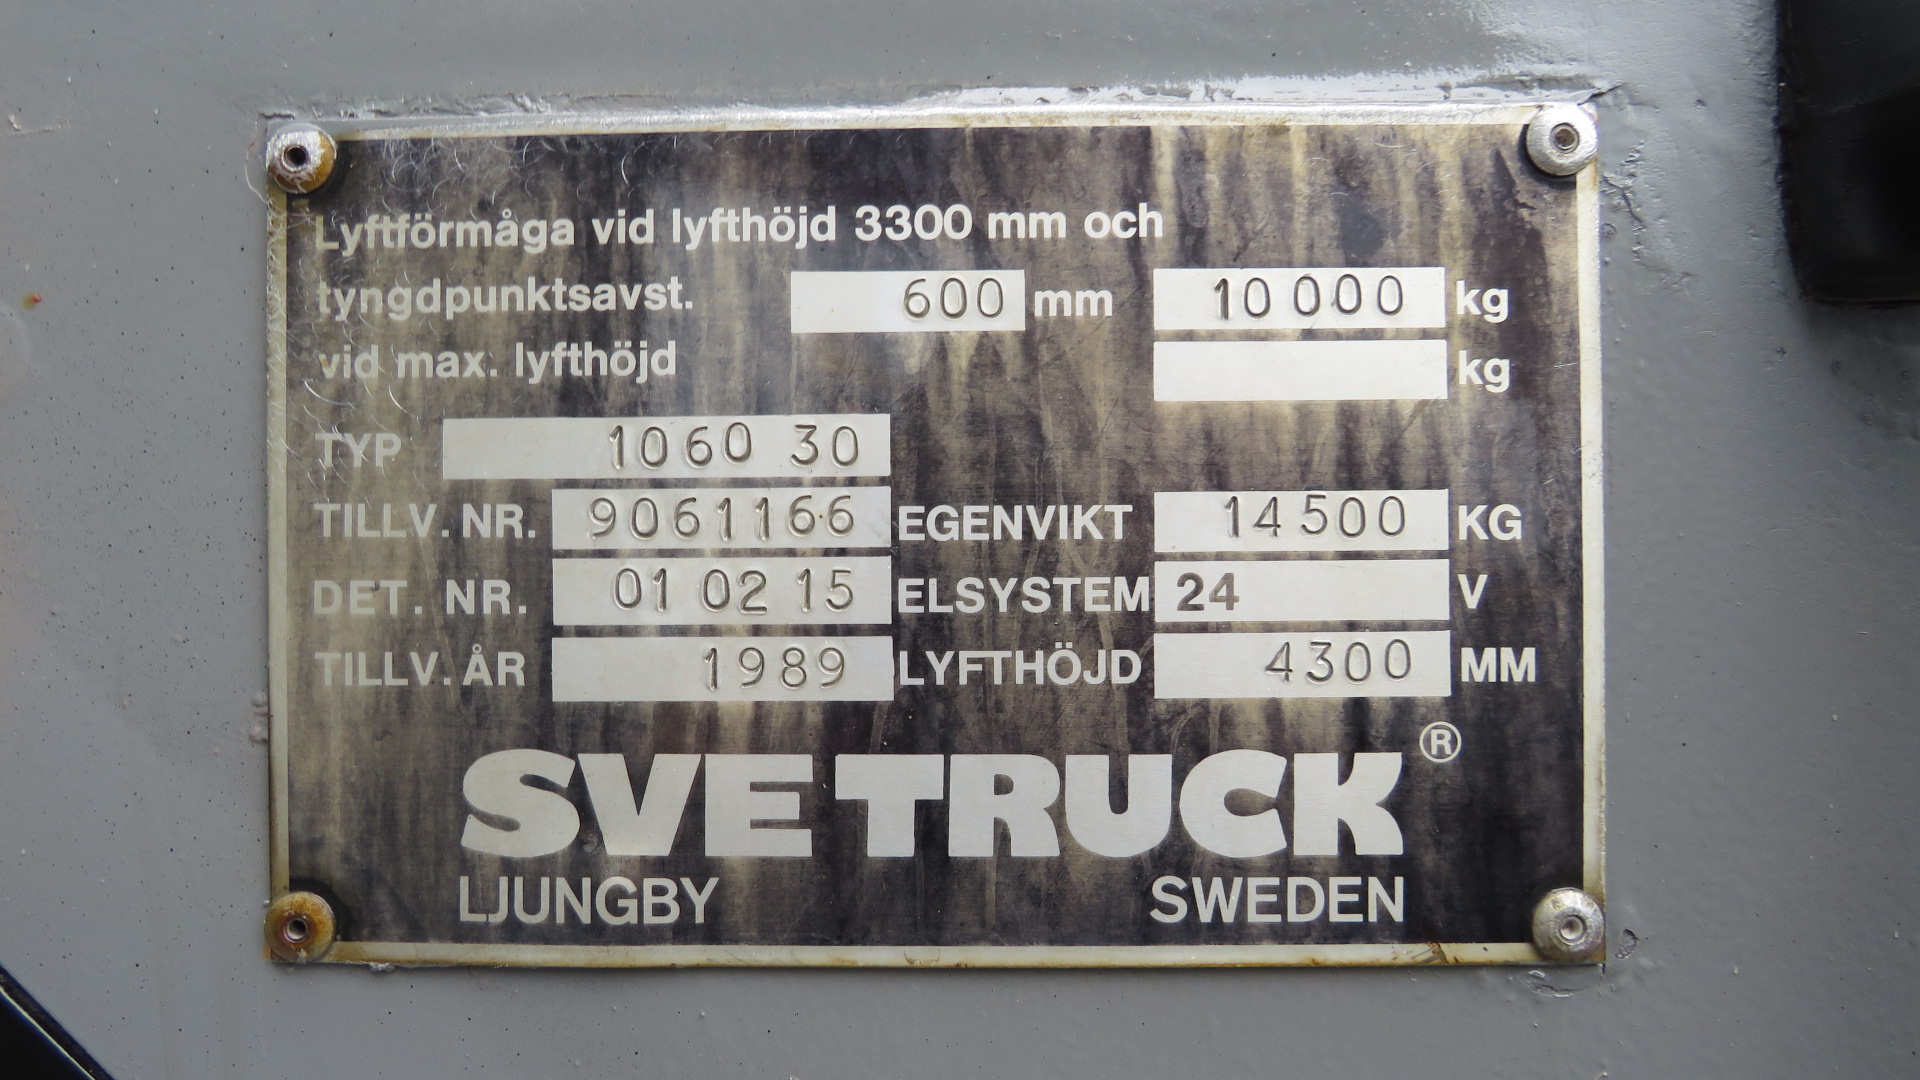 Lyftförmåga vid lyfthöjd 3300 mm och
tyngdpunktsavst. 600 mm 10 000 kg
vid max. lyfthöjd kg
TYP 1060 30
TILLV. NR. 9061166 EGENVIKT 14 500 KG
DET. NR. 01 02 15 ELSYSTEM 24 V
TILLV. ÅR 1989 LYFTHÖJD 4300 MM
SVETRUCK®
LJUNGBY SWEDEN